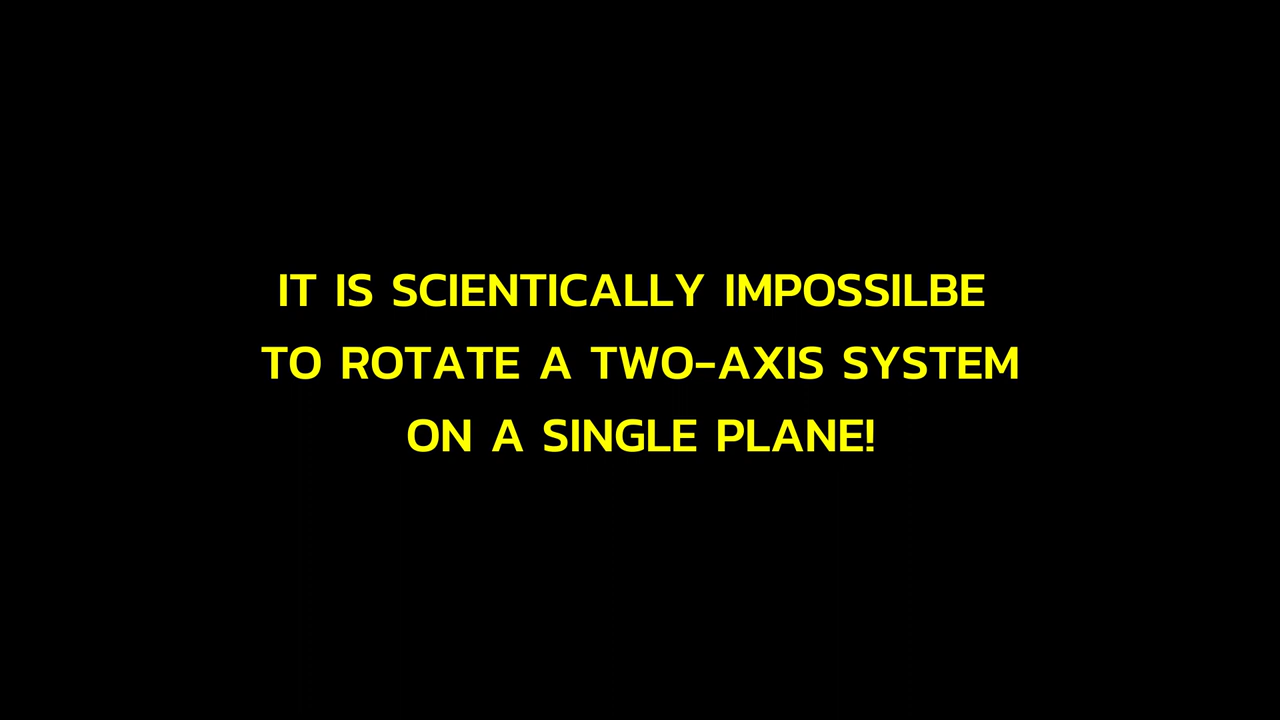 IT IS SCIENTICALLY IMPOSSILBE
TO ROTATE A TWO-AXIS SYSTEM
ON A SINGLE PLANE!